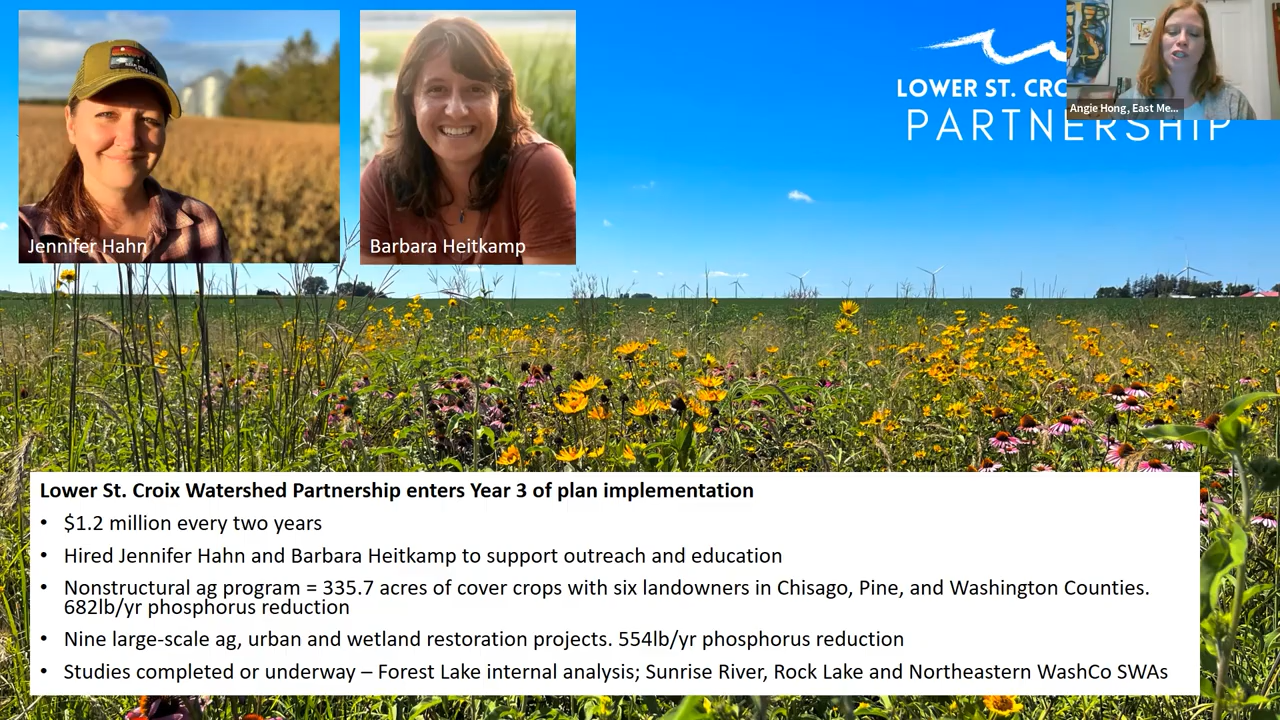 Jennifer Hahn
Barbara Heitkamp
LOWER ST. CRO
PARTNERSHIP
Angie Hong, East Me...
Lower St. Croix Watershed Partnership enters Year 3 of plan implementation
• $1.2 million every two years
• Hired Jennifer Hahn and Barbara Heitkamp to support outreach and education
• Nonstructural ag program = 335.7 acres of cover crops with six landowners in Chisago, Pine, and Washington Counties.
682lb/yr phosphorus reduction
• Nine large-scale ag, urban and wetland restoration projects. 554lb/yr phosphorus reduction
• Studies completed or underway – Forest Lake internal analysis; Sunrise River, Rock Lake and Northeastern WashCo SWAs